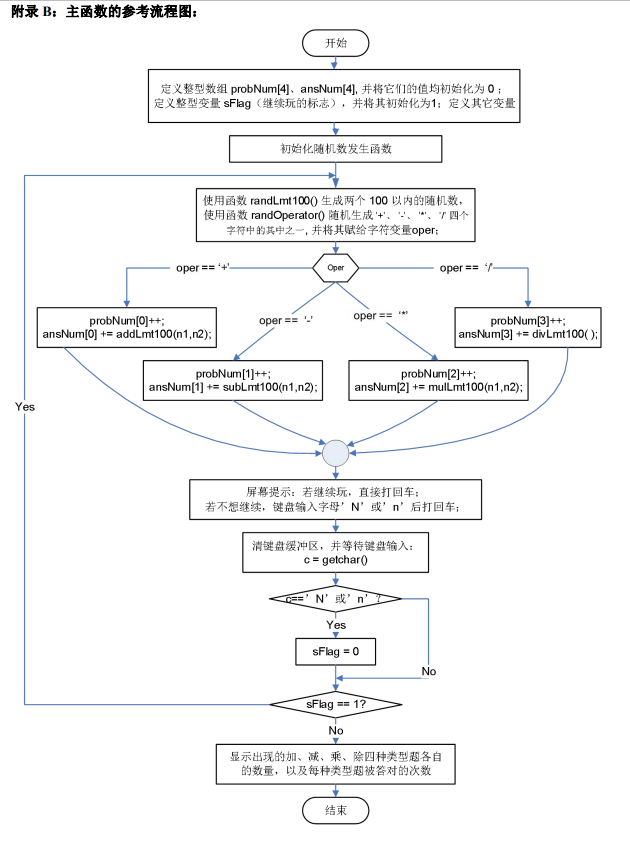 附录 B：主函数的参考流程图：
开始
定义整型数组 probNum[4]、ansNum[4], 并将它们的值均初始化为 0；
定义整型变量 sFlag（继续玩的标志），并将其初始化为1；定义其它变量
初始化随机数发生函数
使用函数 randLmt100() 生成两个 100 以内的随机数，
使用函数 randOperator() 随机生成 '+'、 '-'、 '*'、 '/' 四个
字符中的其中之一, 并将其赋给字符变量oper；
Oper
oper == ‘+’
oper == ‘/’
oper == ‘-’
oper == ‘*’
probNum[0]++;
ansNum[0] += addLmt100(n1,n2);
probNum[3]++;
ansNum[3] += divLmt100( );
probNum[1]++;
ansNum[1] += subLmt100(n1,n2);
probNum[2]++;
ansNum[2] += mulLmt100(n1,n2);
Yes
屏幕提示：若继续玩，直接打回车；
若不想继续，键盘输入字母’N’或’n’后打回车；
清键盘缓冲区，并等待键盘输入：
c = getchar()
c==’N’或’n’？
Yes
sFlag = 0
No
sFlag == 1?
No
显示出现的加、减、乘、除四种类型题各自
的数量，以及每种类型题被答对的次数
结束